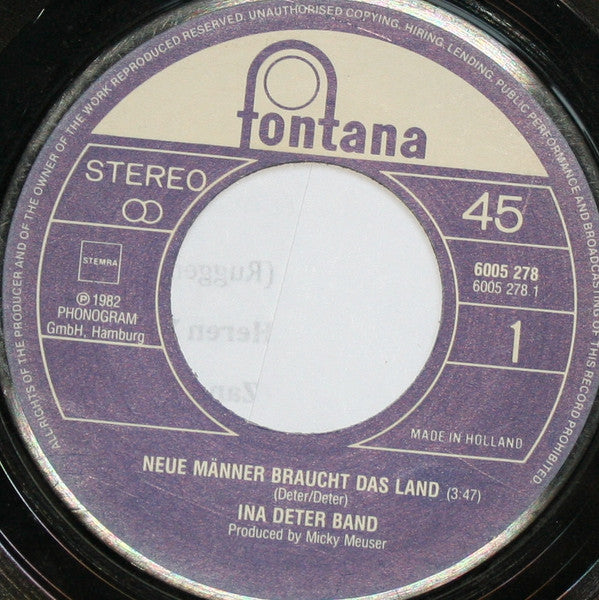 ALL RIGHTS OF THE PRODUCER AND OF THE OWNER OF THE WORK REPRODUCED RESERVED. UNAUTHORISED COPYING, HIRING, LENDING, PUBLIC PERFORMANCE AND BROADCASTING OF THIS RECORD PROHIBITED.
fontana
STEREO
45
STEMRA
6005 278
6005 278.1
℗ 1982
PHONOGRAM
GmbH, Hamburg
1
MADE IN HOLLAND
(Rugge
Heren
Zan
NEUE MÄNNER BRAUCHT DAS LAND (3:47)
(Deter/Deter)
INA DETER BAND
Produced by Micky Meuser